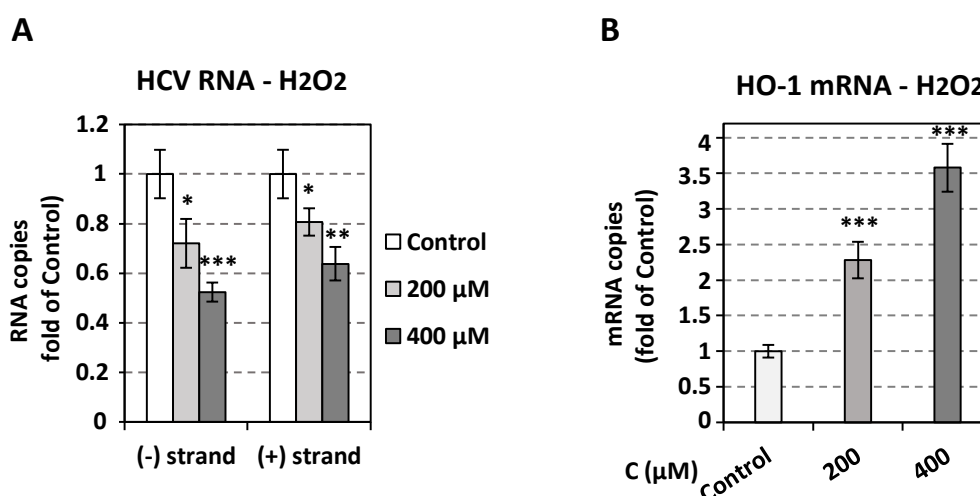 A
HCV RNA - H2O2
RNA copies
fold of Control)
1.2
1
0.8
0.6
0.4
0.2
0
*
***
*
**
(-) strand
(+) strand
Control
200 µM
400 µM
B
HO-1 mRNA - H2O2
mRNA copies
(fold of Control)
4
3.5
3
2.5
2
1.5
1
0.5
0
***
***
C (µM)
Control
200
400